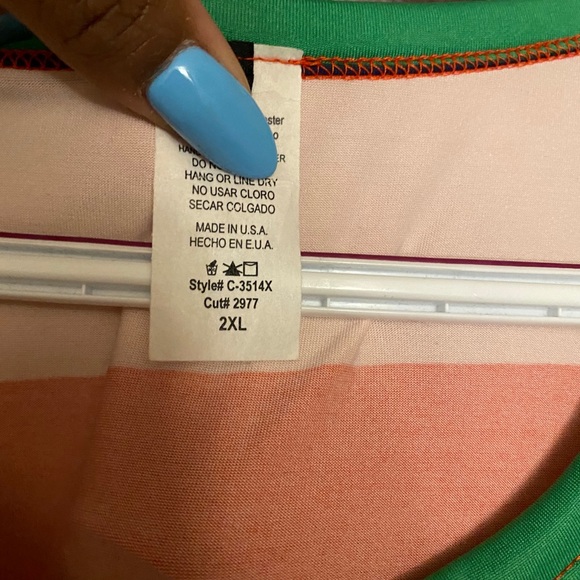 DO
HANG OR LINE DRY
NO USAR CLORO
SECAR COLGADO
MADE IN U.S.A.
HECHO EN E.U.A.
Style# C-3514X
Cut# 2977
2XL